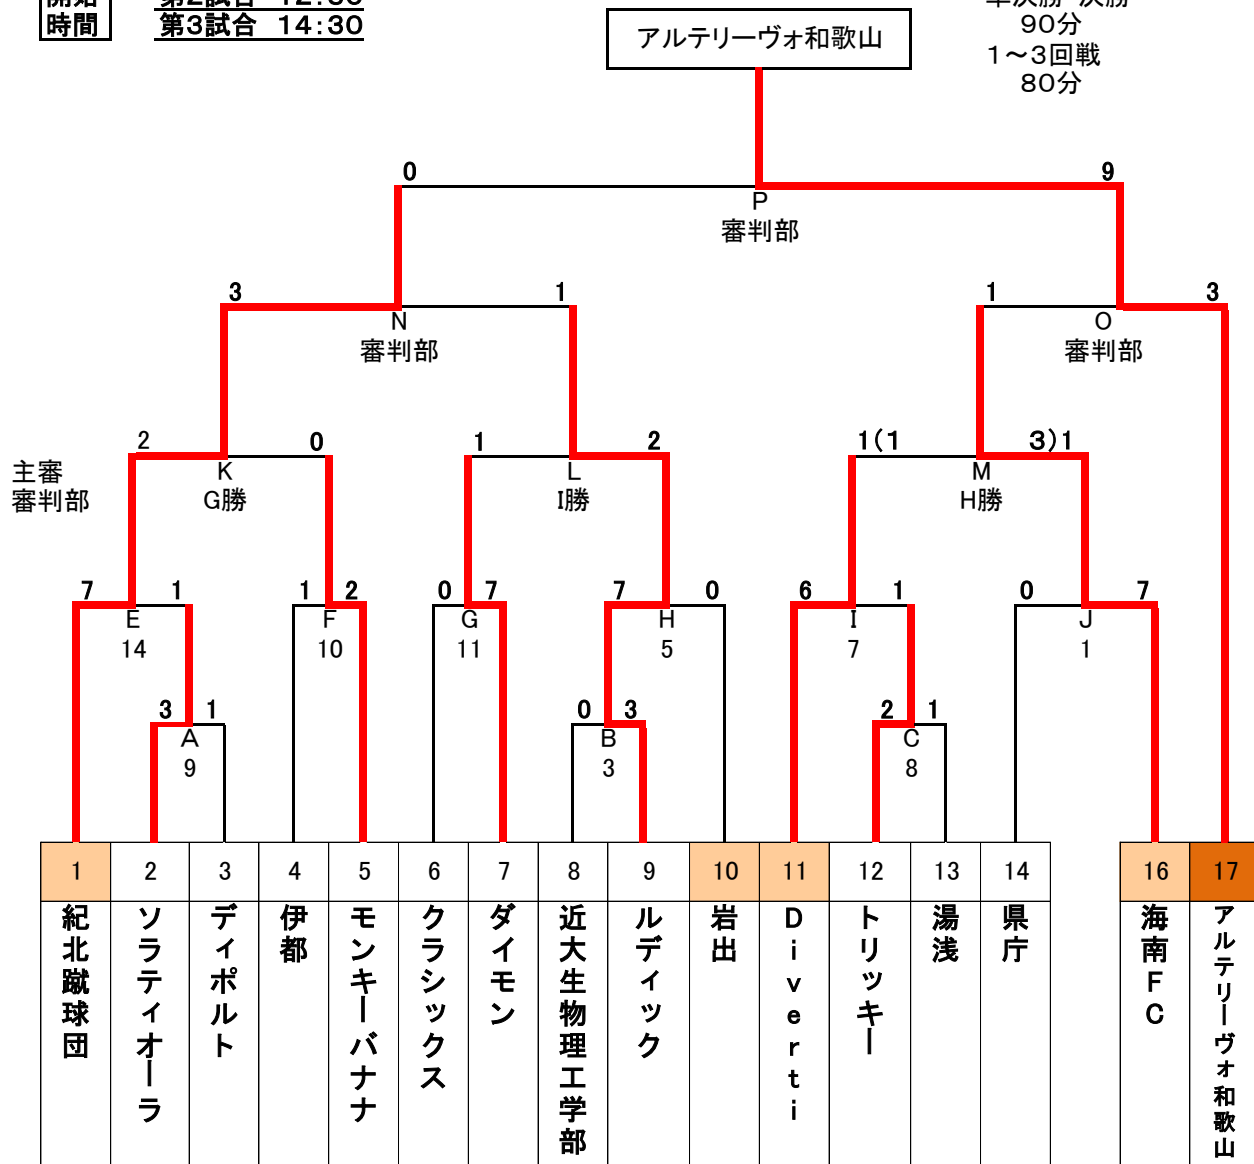 時間
第3試合 14:30
アルテリーヴォ和歌山
90分
1～3回戦
80分
0
9
P
審判部
3
1
1
3
N
審判部
O
審判部
2
0
1
2
1(1
3)1
主審
審判部
K
G勝
L
I勝
M
H勝
7
1
1
2
0
7
7
0
6
1
0
7
E
14
F
10
G
11
H
5
I
7
J
1
3
1
0
3
2
1
A
9
B
3
C
8
1
2
3
4
5
6
7
8
9
10
11
12
13
14
16
17
紀北蹴球団
ソラティオーラ
ディポルト
伊都
モンキーバナナ
クラシックス
ダイモン
近大生物理工学部
ルディック
岩出
Diverti
トリッキー
湯浅
県庁
海南FC
アルテリーヴォ和歌山